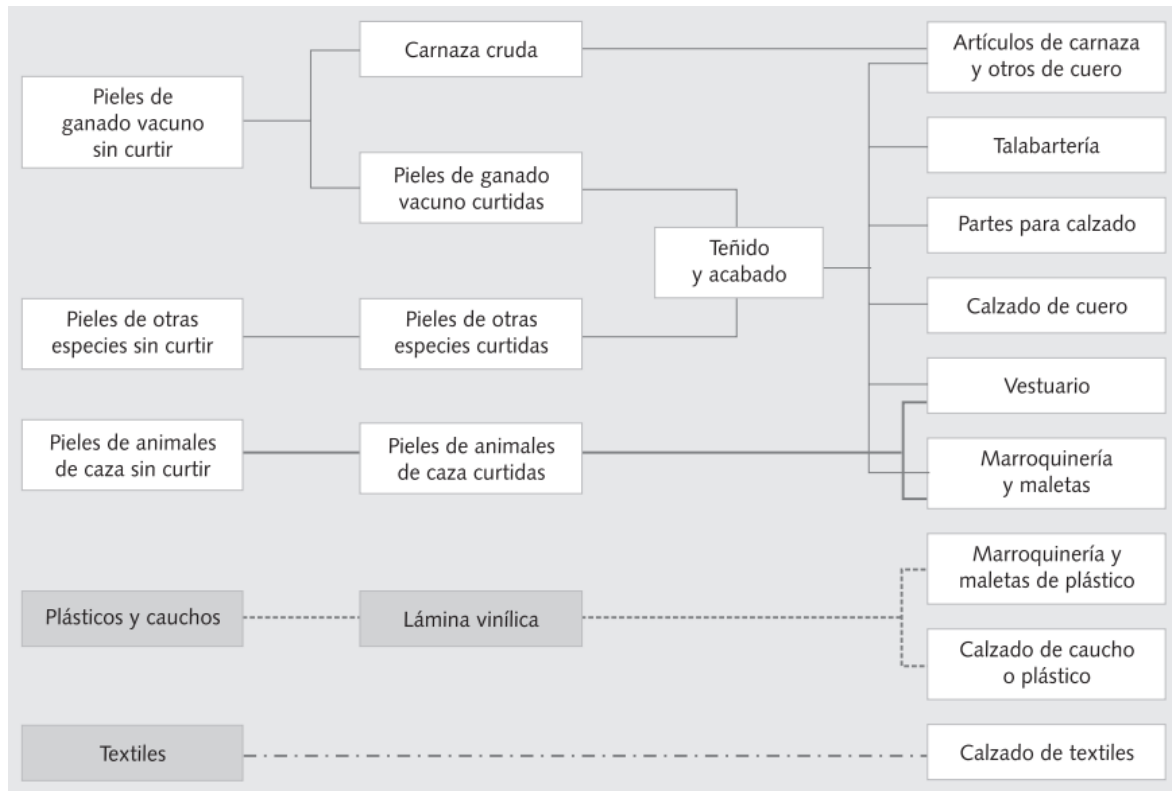 Pieles de
ganado vacuno
sin curtir
Carnaza cruda
Artículos de carnaza
y otros de cuero
Pieles de ganado
vacuno curtidas
Talabartería
Teñido
y acabado
Partes para calzado
Pieles de otras
especies sin curtir
Pieles de otras
especies curtidas
Calzado de cuero
Vestuario
Pieles de animales
de caza sin curtir
Pieles de animales
de caza curtidas
Marroquinería
y maletas
Marroquinería y
maletas de plástico
Plásticos y cauchos
Lámina vinílica
Calzado de caucho
o plástico
Textiles
Calzado de textiles